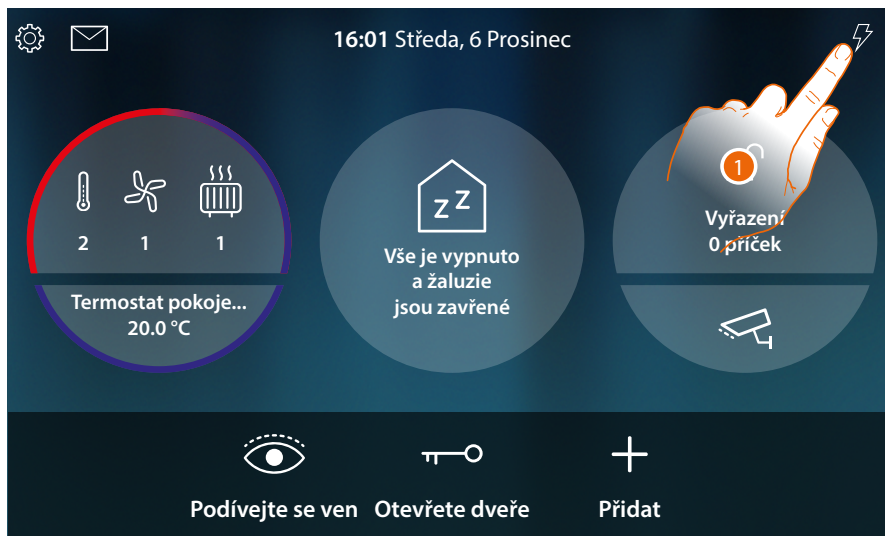 16:01 Středa, 6 Prosinec
2 1 1
Termostat pokoje...
20.0 °C
z Z
Vše je vypnuto
a žaluzie
jsou zavřené
1
Vyřazení
0 příček
Podívejte se ven Otevřete dveře Přidat